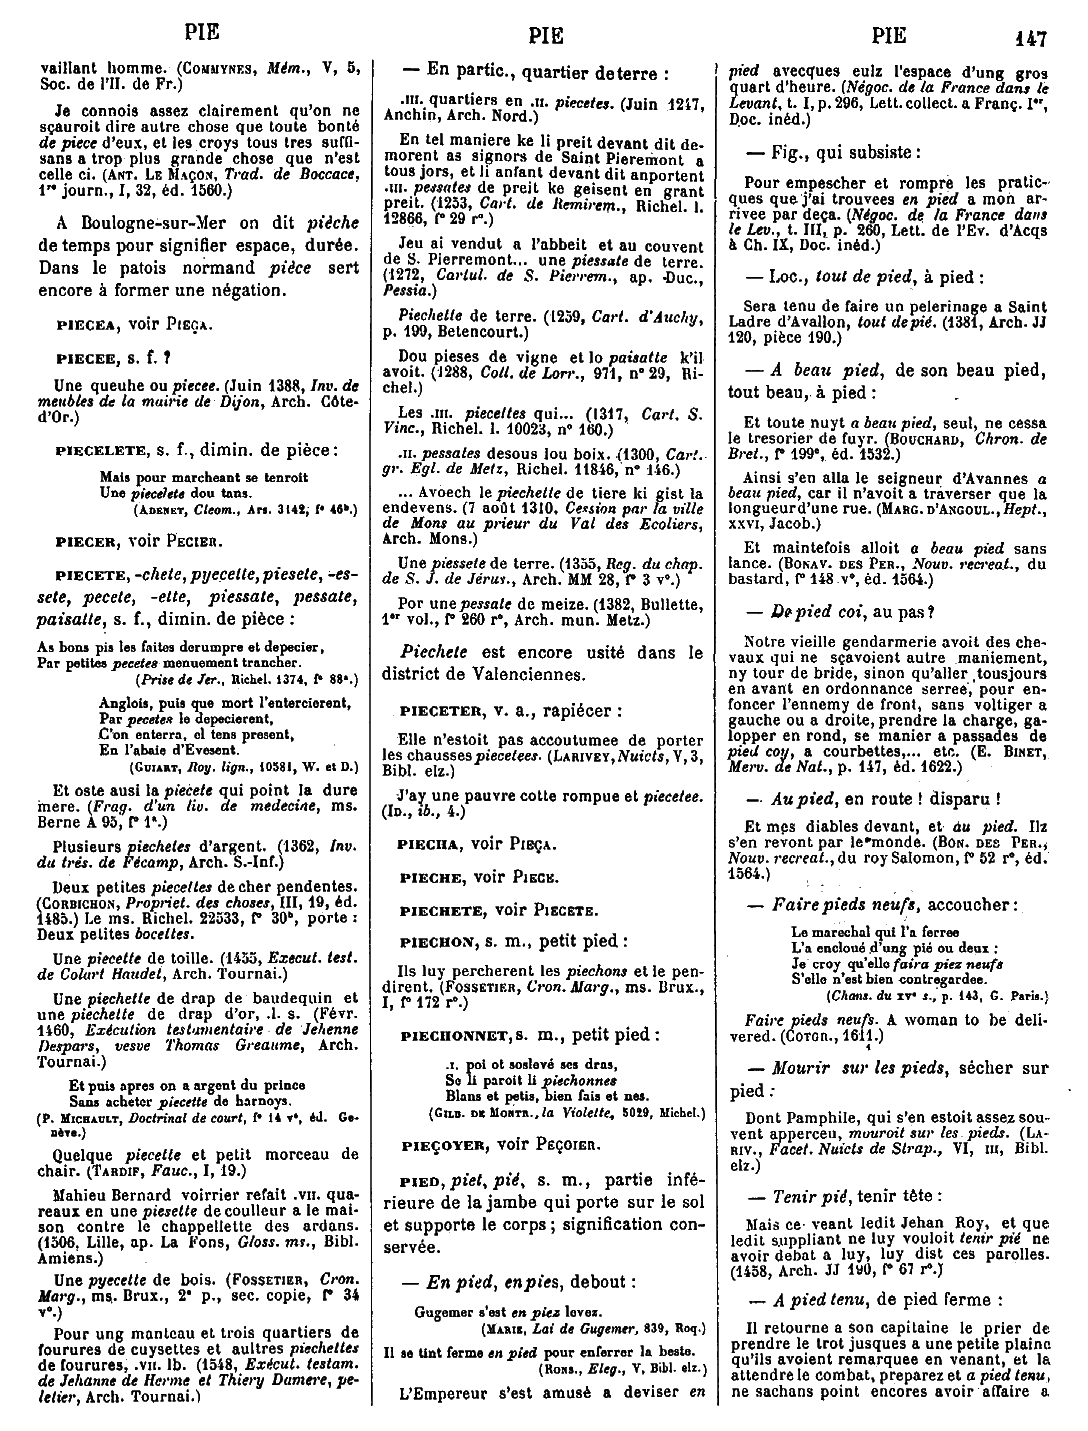 PIE
PIE
PIE
147
vaillant homme. (COMMYNES, Mém., V, 5,
Soc. de l'H. de Fr.)
Je connois assez clairement qu'on ne
sçauroit dire autre chose que toute bonté
de piece d'eux, et les croys tous tres suffi-
sans a trop plus grande chose que n'est
celle ci. (ANT. LE MAÇON, Trad. de Boccace,
1re journ., I, 32, éd. 1560.)
A Boulogne-sur-Mer on dit pièche
de temps pour signifier espace, durée.
Dans le patois normand pièce sert
encore à former une négation.
PIECEA, voir PIEÇA.
PIECEE, s. f. ?
Une queuhe ou piecee. (Juin 1388, Inv. de
meubles de la mairie de Dijon, Arch. Côte-
d'Or.)
PIECELETE, s. f., dimin. de pièce :
Mais pour marcheant se tenroit
Une piecelete dou tans.
(ADENET, Cleom., Ars. 3142, f° 46b.)
PIECER, voir PECIER.
PIECETE, -chete, pyecette, piesete, -es-
sete, pecete, -ette, piessate, pessate,
paisatte, s. f., dimin. de pièce :
As bons pis les faites derumpre et depecier,
Par petites pecetes menuement trancher.
(Prise de Jer., Richel. 1374, f° 88a.)
Anglois, puis que mort l'entercierent,
Par pecetes le depecierent,
C'on enterra, ol tens present,
En l'abaie d'Evesent.
(GUIART, Roy. lign., 10581, W. et D.)
Et oste ausi la piecete qui point la dure
mere. (Frag. d'un liv. de medecine, ms.
Berne A 95, f° 1a.)
Plusieurs piechetes d'argent. (1362, Inv.
du trés. de Fécamp, Arch. S.-Inf.)
Deux petites piecettes de cher pendentes.
(CORBICHON, Propriet. des choses, III, 19, éd.
1485.) Le ms. Richel. 22533, f° 30b, porte :
Deux petites bocettes.
Une piecette de toille. (1455, Execut. test.
de Colart Haudet, Arch. Tournai.)
Une piechette de drap de baudequin et
une piechette de drap d'or, .l. s. (Févr.
1460, Exécution testamentaire de Jehenne
Despars, vesve Thomas Greaume, Arch.
Tournai.)
Et puis apres on a argent du prince
Sans acheter piecette de harnoys.
(P. MICHAULT, Doctrinal de court, f° 14 v°, éd. Ge-
nève.)
Quelque piecette et petit morceau de
chair. (TARDIF, Fauc., I, 19.)
Mahieu Bernard voirrier refait .VII. qua-
reaux en une piesette de coulleur a le mai-
son contre le chappellette des ardans.
(1506, Lille, ap. La Fons, Gloss. ms., Bibl.
Amiens.)
Une pyecette de bois. (FOSSETIER, Cron.
Marg., ms. Brux., 2e p., sec. copie, f° 34
v°.)
Pour ung manteau et trois quartiers de
fourures de cuysettes et aultres piechettes
de fourures, .VII. lb. (1548, Exécut. testam.
de Jehanne de Herme et Thiery Dumere, pe-
letier, Arch. Tournai.)
— En partic., quartier de terre :
.III. quartiers en .II. piecetes. (Juin 1247,
Anchin, Arch. Nord.)
En tel maniere ke li preit devant dit de-
morent as signors de Saint Pieremont a
tous jors, et li anfant devant dit anportent
.III. pessates de preit ke geisent en grant
preit. (1253, Cart. de Remirem., Richel. l.
12866, f° 29 r°.)
Jeu ai vendut a l'abbeit et au couvent
de S. Pierremont... une piessate de terre.
(1272, Cartul. de S. Pierrem., ap. Duc.,
Pessia.)
Piechette de terre. (1259, Cart. d'Auchy,
p. 199, Betencourt.)
Dou pieses de vigne et lo paisatte k'il
avoit. (1288, Coll. de Lorr., 971, n° 29, Ri-
chel.)
Les .III. piecettes qui... (1317, Cart. S.
Vinc., Richel. l. 10023, n° 160.)
.II. pessates desous lou boix. (1300, Cart.
gr. Egl. de Metz, Richel. 11846, n° 146.)
... Avoech le piechette de tiere ki gist la
endevens. (7 août 1310, Cession par la ville
de Mons au prieur du Val des Ecoliers,
Arch. Mons.)
Une piessete de terre. (1355, Reg. du chap.
de S. J. de Jérus., Arch. MM 28, f° 3 v°.)
Por une pessate de meize. (1382, Bullette,
1er vol., f° 260 r°, Arch. mun. Metz.)
Piechete est encore usité dans le
district de Valenciennes.
PIECETER, v. a., rapiécer :
Elle n'estoit pas accoutumee de porter
les chausses piecetees. (LARIVEY, Nuicts, V, 3,
Bibl. elz.)
J'ay une pauvre cotte rompue et piecetee.
(ID., ib., 4.)
PIECHA, voir PIEÇA.
PIECHE, voir PIECE.
PIECHETE, voir PIECETE.
PIECHON, s. m., petit pied :
Ils luy percherent les piechons et le pen-
dirent. (FOSSETIER, Cron. Marg., ms. Brux.,
I, f° 172 r°.)
PIECHONNET, s. m., petit pied :
.I. poi ot soslevé ses dras,
Se li paroit li piechonnes
Blans et petis, bien fais et nes.
(GILB. DE MONTR., la Violette, 5029, Michel.)
PIEÇOYER, voir PEÇOIER.
PIED, piet, pié, s. m., partie infé-
rieure de la jambe qui porte sur le sol
et supporte le corps ; signification con-
servée.
— En pied, en pies, debout :
Gugemer s'est en piez levez.
(MARIE, Lai de Gugemer, 839, Roq.)
Il se tint ferme en pied pour enferrer la beste.
(RONS., Eleg., V, Bibl. elz.)
L'Empereur s'est amusé a deviser en
pied avecques eulz l'espace d'ung gros
quart d'heure. (Négoc. de la France dans le
Levant, t. I, p. 296, Lett. collect. a Franç. Ier,
Doc. inéd.)
— Fig., qui subsiste :
Pour empescher et rompre les pratic-
ques que j'ai trouvees en pied a mon ar-
rivee par deça. (Négoc. de la France dans
le Lev., t. III, p. 260, Lett. de l'Ev. d'Acqs
à Ch. IX, Doc. inéd.)
— Loc., tout de pied, à pied :
Sera tenu de faire un pelerinage a Saint
Ladre d'Avallon, tout de pié. (1381, Arch. JJ
120, pièce 190.)
— A beau pied, de son beau pied,
tout beau, à pied :
Et toute nuyt a beau pied, seul, ne cessa
le tresorier de fuyr. (BOUCHARD, Chron. de
Bret., f° 199a, éd. 1532.)
Ainsi s'en alla le seigneur d'Avannes a
beau pied, car il n'avoit a traverser que la
longueur d'une rue. (MARG. D'ANGOUL., Hept.,
XXVI, Jacob.)
Et maintefois alloit a beau pied sans
lance. (BONAV. DES PER., Nouv. recreat., du
bastard, f° 148 v°, éd. 1564.)
— De pied coi, au pas ?
Notre vieille gendarmerie avoit des che-
vaux qui ne sçavoient autre maniement,
ny tour de bride, sinon qu'aller tousjours
en avant en ordonnance serree, pour en-
foncer l'ennemy de front, sans voltiger a
gauche ou a droite, prendre la charge, ga-
lopper en rond, se manier a passades de
pied coy, a courbettes,... etc. (E. BINET,
Merv. de Nat., p. 147, éd. 1622.)
— Au pied, en route ! disparu !
Et mes diables devant, et au pied. Ilz
s'en revont par le monde. (BON. DES PER.,
Nouv. recreat., du roy Salomon, f° 52 r°, éd.
1564.)
— Faire pieds neufs, accoucher :
Le mareschal qui l'a ferree
L'a encloué d'ung pié ou deux :
Je croy qu'elle faira piez neufs
S'elle n'est bien contregardee.
(Chans. du XVe s., p. 143, G. Paris.)
Faire pieds neufs. A woman to be deli-
vered. (COTGR., 1611.)
— Mourir sur les pieds, sécher sur
pied :
Dont Pamphile, qui s'en estoit assez sou-
vent apperceu, mouroit sur les pieds. (LA-
RIV., Facet. Nuicts de Strap., VI, III, Bibl.
elz.)
— Tenir pié, tenir tête :
Mais ce veant ledit Jehan Roy, et que
ledit suppliant ne luy vouloit tenir pié ne
avoir debat a luy, luy dist ces parolles.
(1458, Arch. JJ 190, f° 67 r°.)
— A pied tenu, de pied ferme :
Il retourne a son capitaine le prier de
prendre le trot jusques a une petite plaine
qu'ils avoient remarquee en venant, et la
attendre le combat, preparez et a pied tenu,
ne sachans point encores avoir affaire a